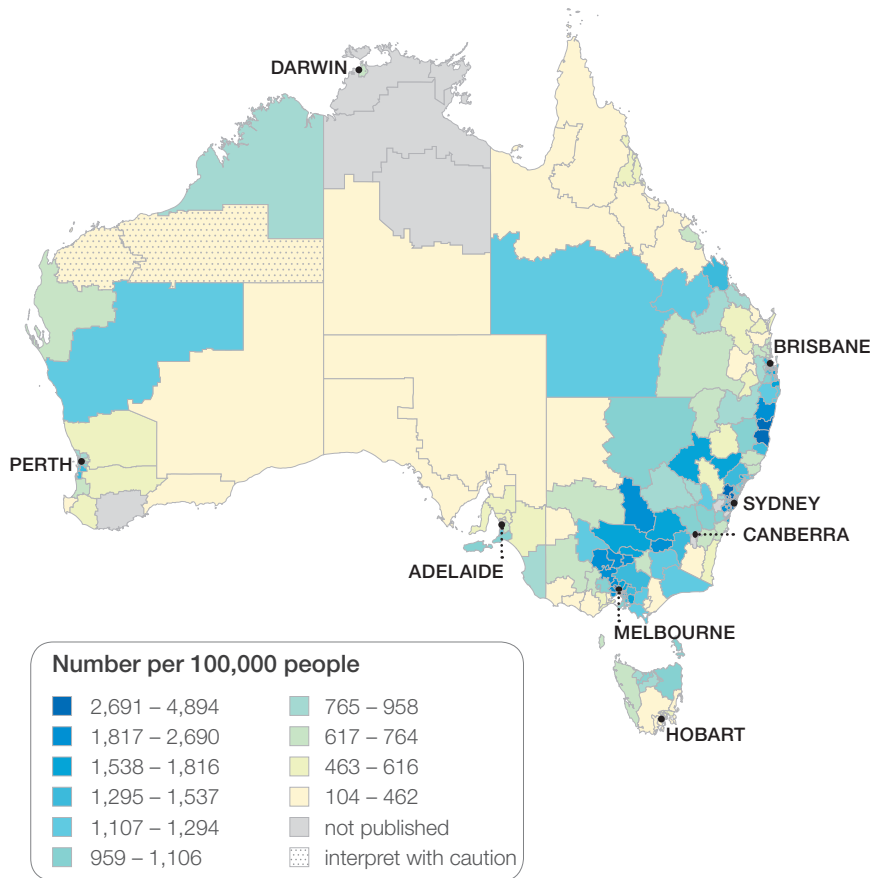 DARWIN
BRISBANE
PERTH
SYDNEY
CANBERRA
ADELAIDE
MELBOURNE
HOBART
Number per 100,000 people
2,691 – 4,894
1,817 – 2,690
1,538 – 1,816
1,295 – 1,537
1,107 – 1,294
959 – 1,106
765 – 958
617 – 764
463 – 616
104 – 462
not published
interpret with caution